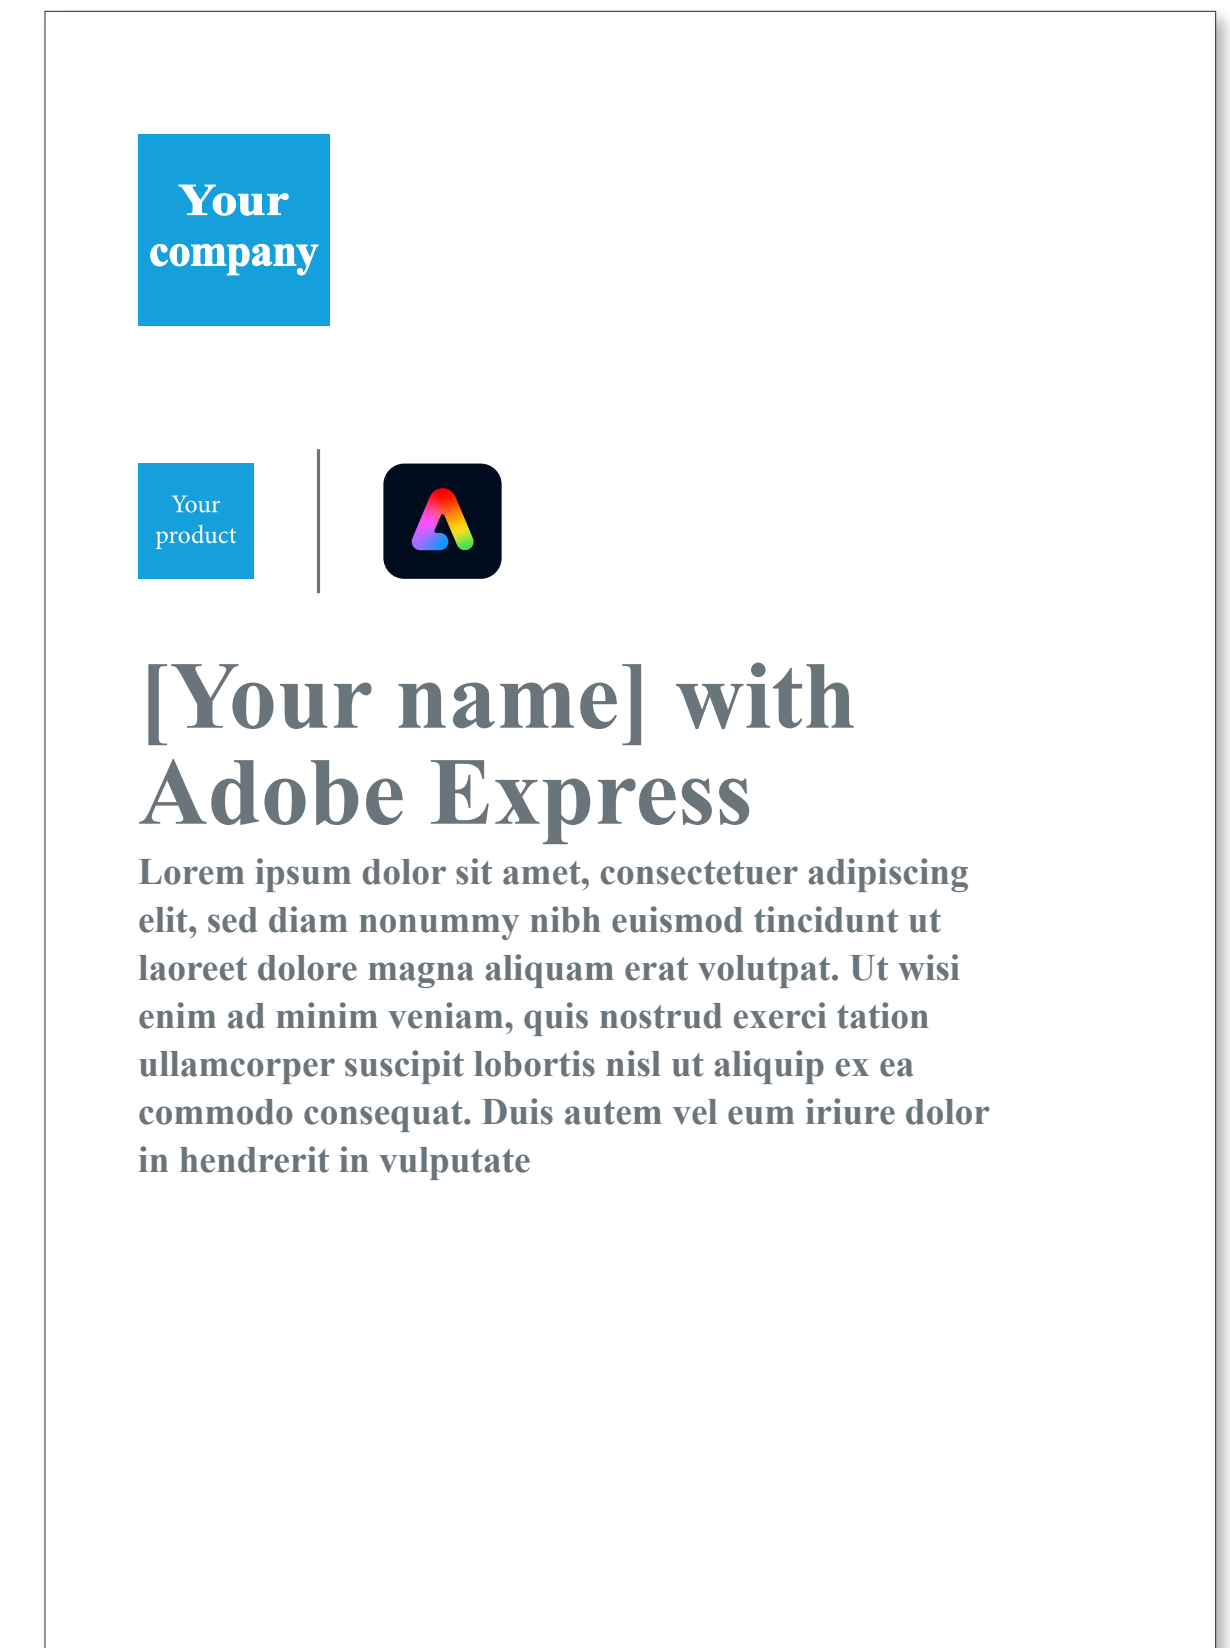 Your
company
Your
product
[Your name] with
Adobe Express
Lorem ipsum dolor sit amet, consectetuer adipiscing
elit, sed diam nonummy nibh euismod tincidunt ut
laoreet dolore magna aliquam erat volutpat. Ut wisi
enim ad minim veniam, quis nostrud exerci tation
ullamcorper suscipit lobortis nisl ut aliquip ex ea
commodo consequat. Duis autem vel eum iriure dolor
in hendrerit in vulputate